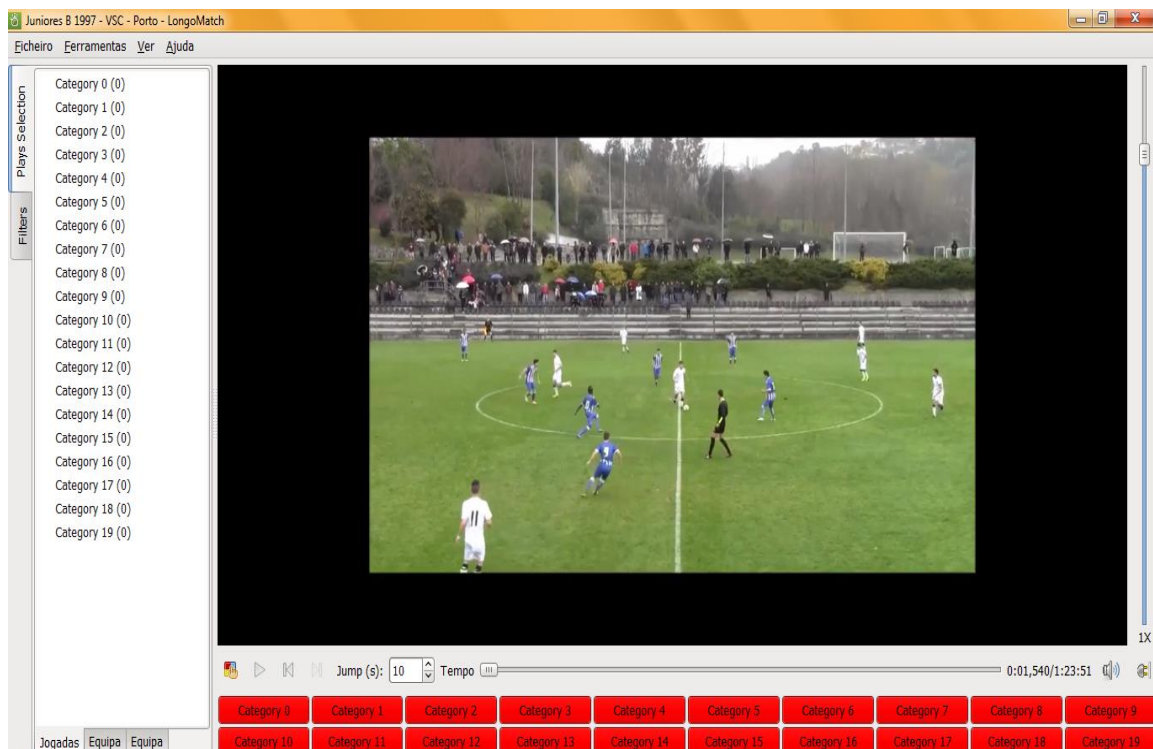 Juniores B 1997 - VSC - Porto - LongoMatch
Ficheiro Ferramentas Ver Ajuda
Plays Selection
Filters
Category 0 (0)
Category 1 (0)
Category 2 (0)
Category 3 (0)
Category 4 (0)
Category 5 (0)
Category 6 (0)
Category 7 (0)
Category 8 (0)
Category 9 (0)
Category 10 (0)
Category 11 (0)
Category 12 (0)
Category 13 (0)
Category 14 (0)
Category 15 (0)
Category 16 (0)
Category 17 (0)
Category 18 (0)
Category 19 (0)
Jogadas Equipa Equipa
11
9
1X
Jump (s): 10 Tempo 0:01,540/1:23:51
Category 0 Category 1 Category 2 Category 3 Category 4 Category 5 Category 6 Category 7 Category 8 Category 9
Category 10 Category 11 Category 12 Category 13 Category 14 Category 15 Category 16 Category 17 Category 18 Category 19